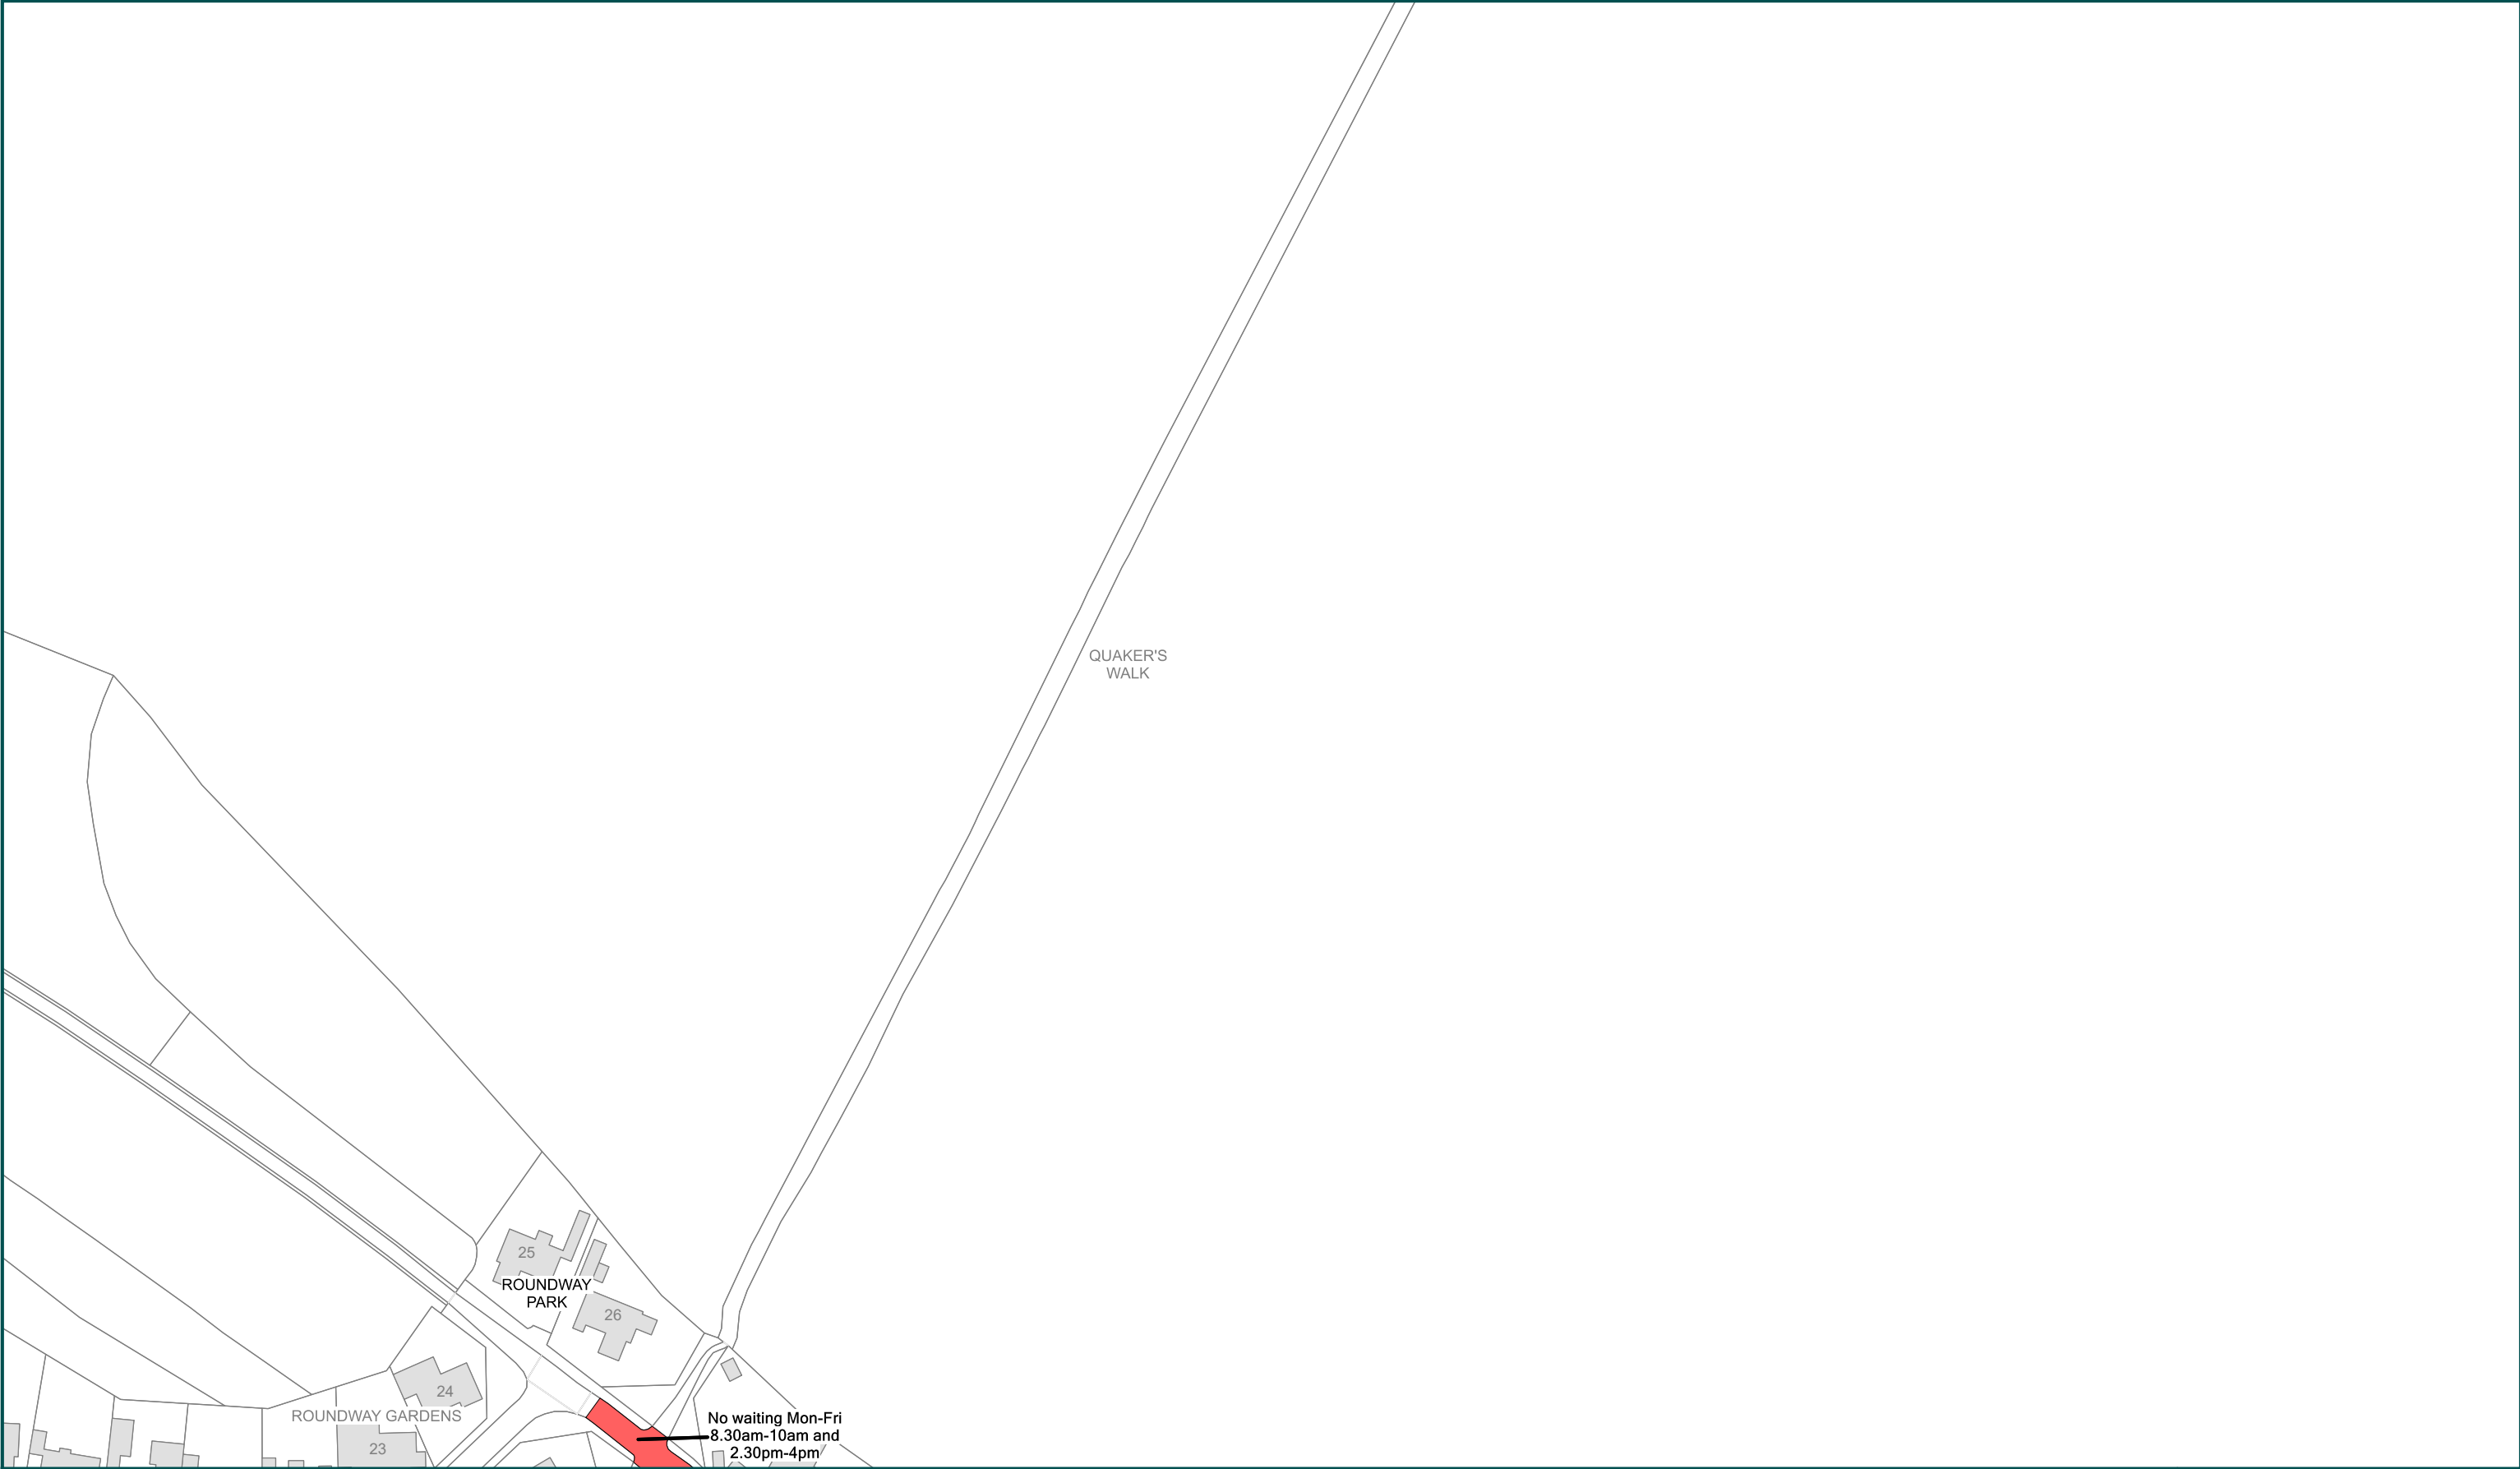 QUAKER'S
WALK
25
ROUNDWAY
PARK
26
24
ROUNDWAY GARDENS
23
No waiting Mon-Fri
8.30am-10am and
2.30pm-4pm